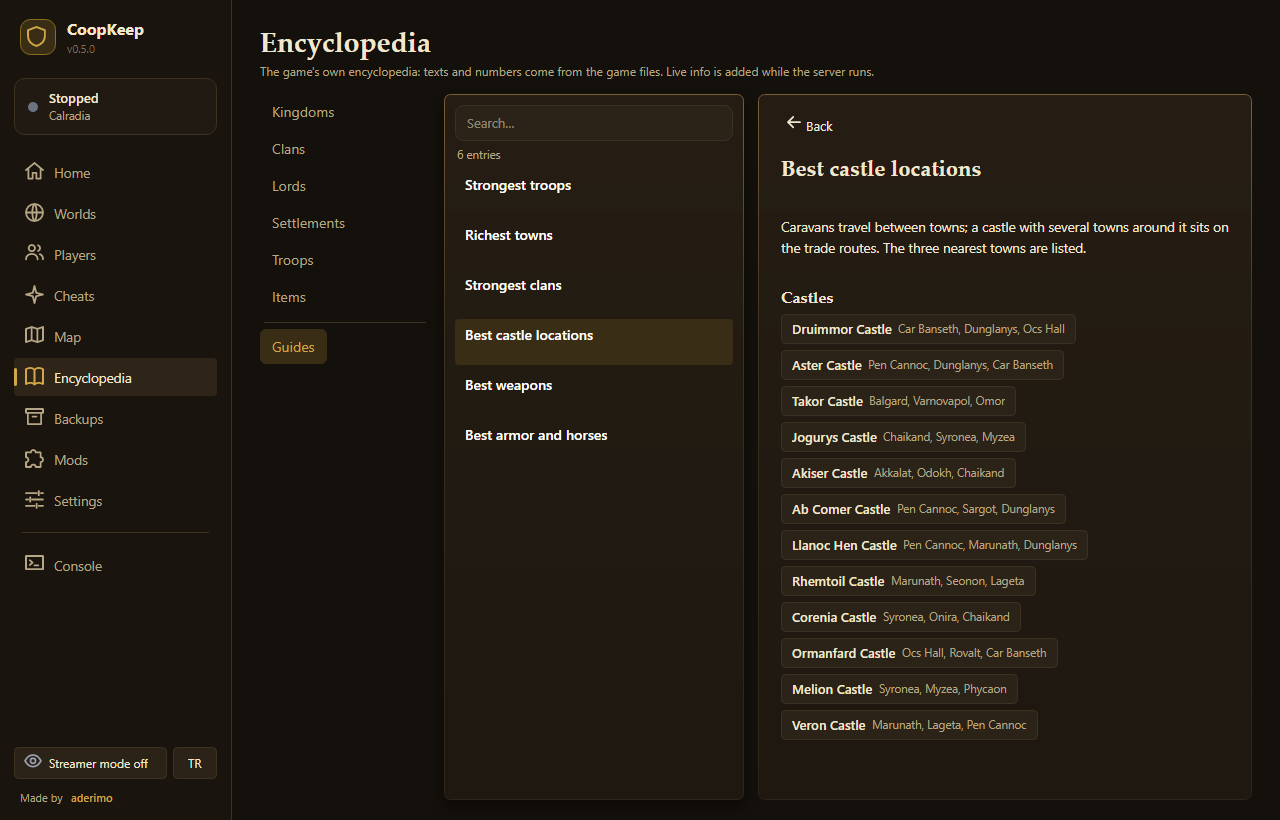 CoopKeep
v0.5.0
Stopped
Calradia
Home
Worlds
Players
Cheats
Map
Encyclopedia
Backups
Mods
Settings
Console
Streamer mode off
TR
Made by aderimo
Encyclopedia
The game's own encyclopedia: texts and numbers come from the game files. Live info is added while the server runs.
Kingdoms
Clans
Lords
Settlements
Troops
Items
Guides
Search...
6 entries
Strongest troops
Richest towns
Strongest clans
Best castle locations
Best weapons
Best armor and horses
Back
Best castle locations
Caravans travel between towns; a castle with several towns around it sits on
the trade routes. The three nearest towns are listed.
Castles
Druimmor Castle Car Banseth, Dunglanys, Ocs Hall
Aster Castle Pen Cannoc, Dunglanys, Car Banseth
Takor Castle Balgard, Varnovapol, Omor
Jogurys Castle Chaikand, Syronea, Myzea
Akiser Castle Akkalat, Odokh, Chaikand
Ab Comer Castle Pen Cannoc, Sargot, Dunglanys
Llanoc Hen Castle Pen Cannoc, Marunath, Dunglanys
Rhemtoil Castle Marunath, Seonon, Lageta
Corenia Castle Syronea, Onira, Chaikand
Ormanfard Castle Ocs Hall, Rovalt, Car Banseth
Melion Castle Syronea, Myzea, Phycaon
Veron Castle Marunath, Lageta, Pen Cannoc